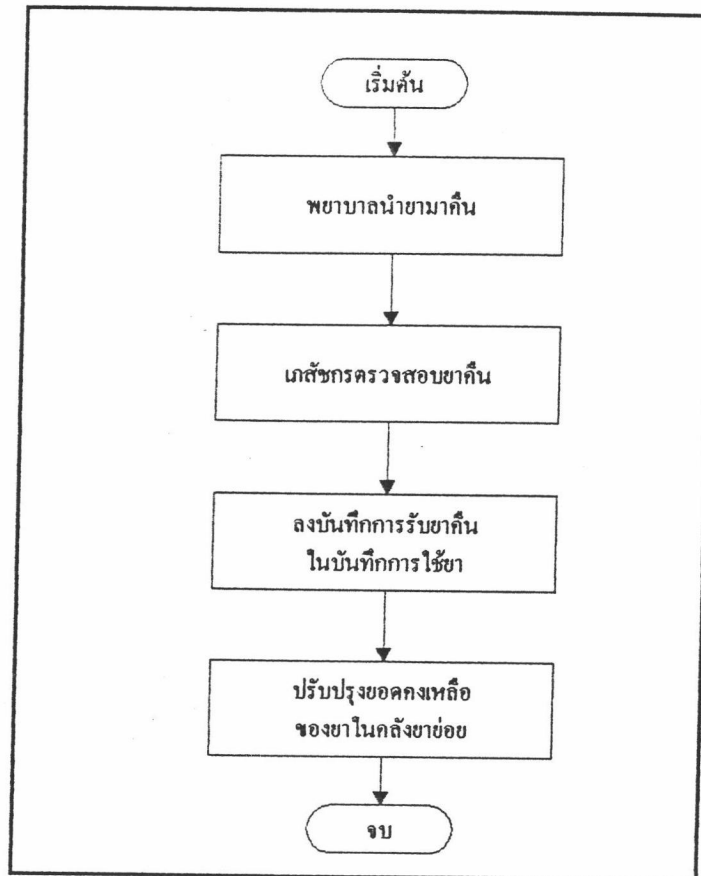 เริ่มต้น
พยาบาลนำยามาคืน
เภสัชกรตรวจสอบยาคืน
ลงบันทึกการรับยาคืน
ในบันทึกการใช้ยา
ปรับปรุงยอดคงเหลือ
ของยาในคลังยาย่อย
จบ